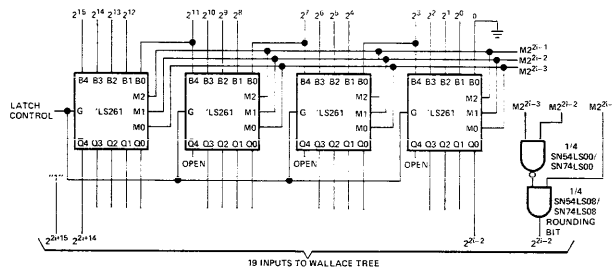 2^15 2^14 2^13 2^12 2^11 2^10 2^9 2^8 2^7 2^6 2^5 2^4 2^3 2^2 2^1 2^0 0
B4 B3 B2 B1 B0 B4 B3 B2 B1 B0 B4 B3 B2 B1 B0 B4 B3 B2 B1 B0
M2^2i−1
M2^2i−2
M2^2i−3
M2 M2 M2 M2
LATCH
CONTROL
G 'LS261 M1 G 'LS261 M1 G 'LS261 M1 G 'LS261 M1
M0 M0 M0 M0
Q4 Q3 Q2 Q1 Q0 Q4 Q3 Q2 Q1 Q0 Q4 Q3 Q2 Q1 Q0 Q4 Q3 Q2 Q1 Q0
OPEN OPEN OPEN
M2^2i−3 M2^2i−2 M2^2i−
1/4
SN54LS00/
SN74LS00
1/4
SN54LS08/
SN74LS08
ROUNDING
BIT
2^2i+15 2^2i+14 2^2i−2 2^2i−2
19 INPUTS TO WALLACE TREE